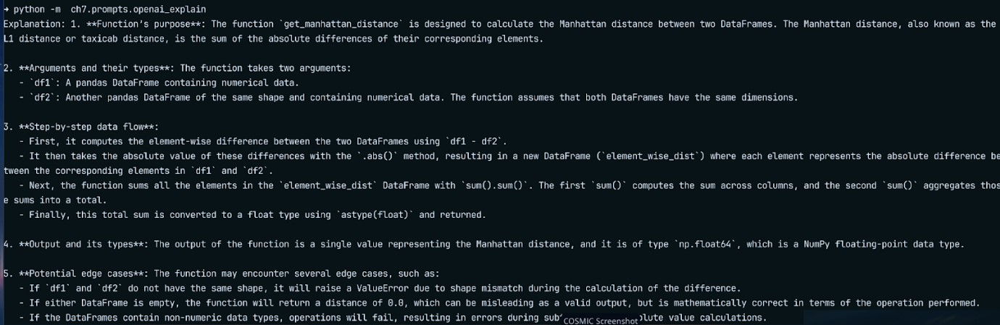 → python -m  ch7.prompts.openai_explain
Explanation: 1. **Function's purpose**: The function `get_manhattan_distance` is designed to calculate the Manhattan distance between two DataFrames. The Manhattan distance, also known as the
L1 distance or taxicab distance, is the sum of the absolute differences of their corresponding elements.
2. **Arguments and their types**: The function takes two arguments:
- `df1`: A pandas DataFrame containing numerical data.
- `df2`: Another pandas DataFrame of the same shape and containing numerical data. The function assumes that both DataFrames have the same dimensions.
3. **Step-by-step data flow**:
- First, it computes the element-wise difference between the two DataFrames using `df1 - df2`.
- It then takes the absolute value of these differences with the `.abs()` method, resulting in a new DataFrame (`element_wise_dist`) where each element represents the absolute difference be
tween the corresponding elements in `df1` and `df2`.
- Next, the function sums all the elements in the `element_wise_dist` DataFrame with `sum().sum()`. The first `sum()` computes the sum across columns, and the second `sum()` aggregates thos
e sums into a total.
- Finally, this total sum is converted to a float type using `astype(float)` and returned.
4. **Output and its types**: The output of the function is a single value representing the Manhattan distance, and it is of type `np.float64`, which is a NumPy floating-point data type.
5. **Potential edge cases**: The function may encounter several edge cases, such as:
- If `df1` and `df2` do not have the same shape, it will raise a ValueError due to shape mismatch during the calculation of the difference.
- If either DataFrame is empty, the function will return a distance of 0.0, which can be misleading as a valid output, but is mathematically correct in terms of the operation performed.
- If the DataFrames contain non-numeric data types, operations will fail, resulting in errors during sub olute value calculations.
COSMIC Screenshot